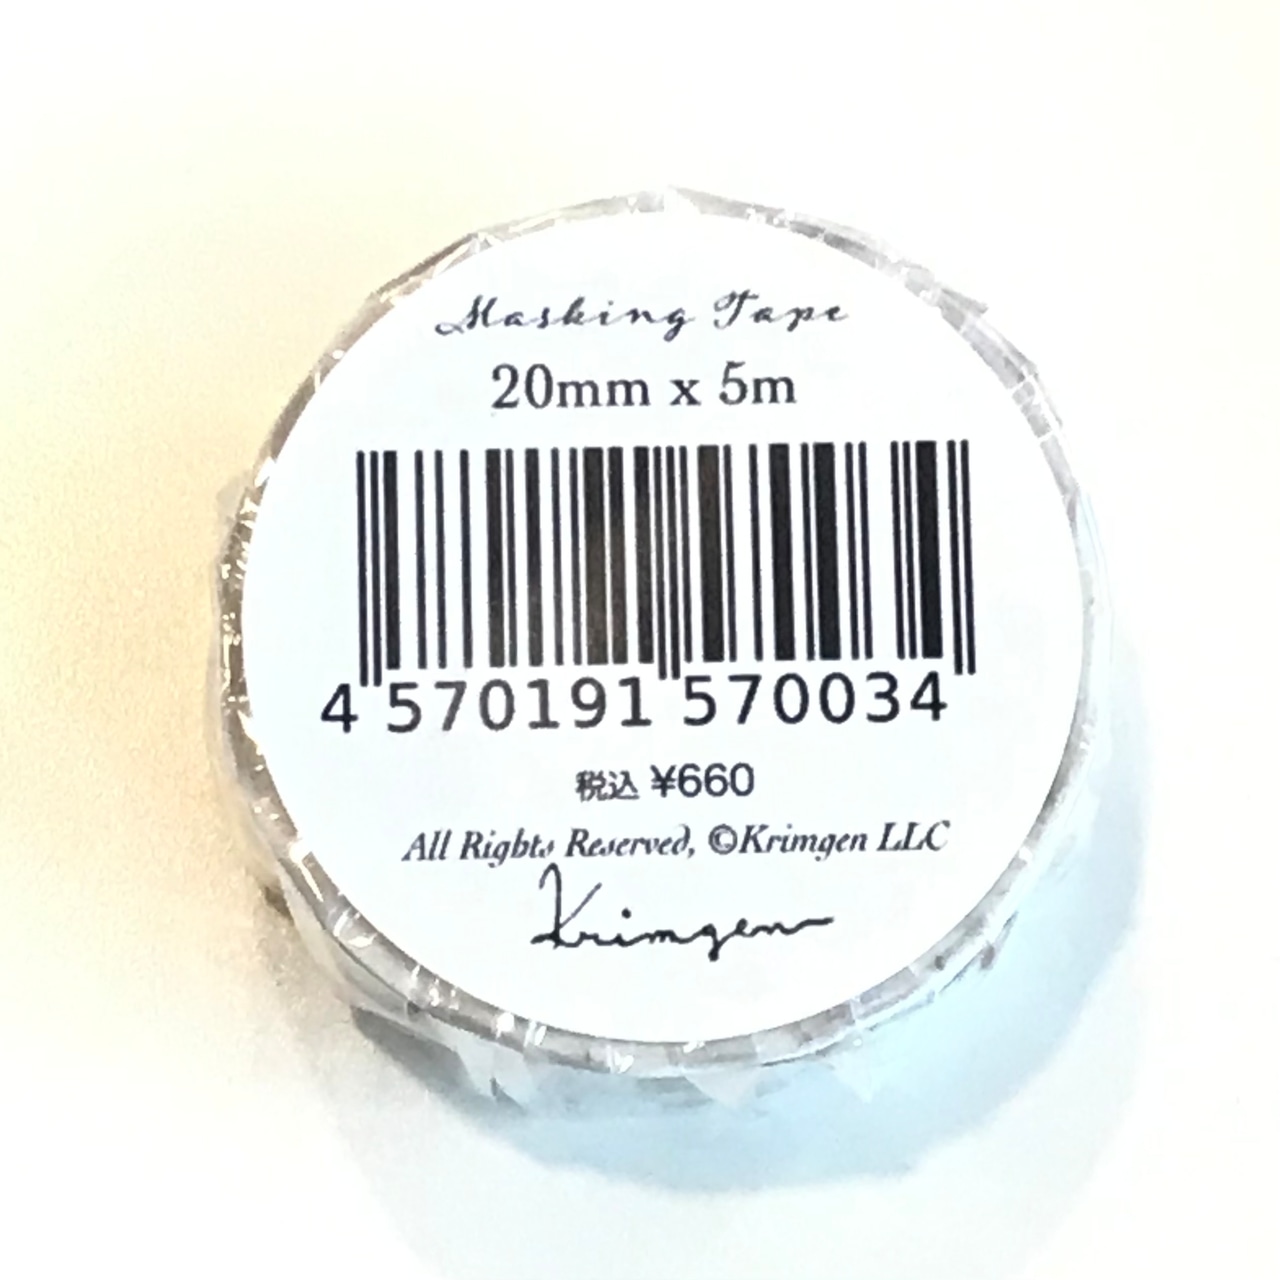 Masking Tape
20mm x 5m
4 570191 570034
税込 ¥660
All Rights Reserved, ©Krimgen LLC
Krimgen